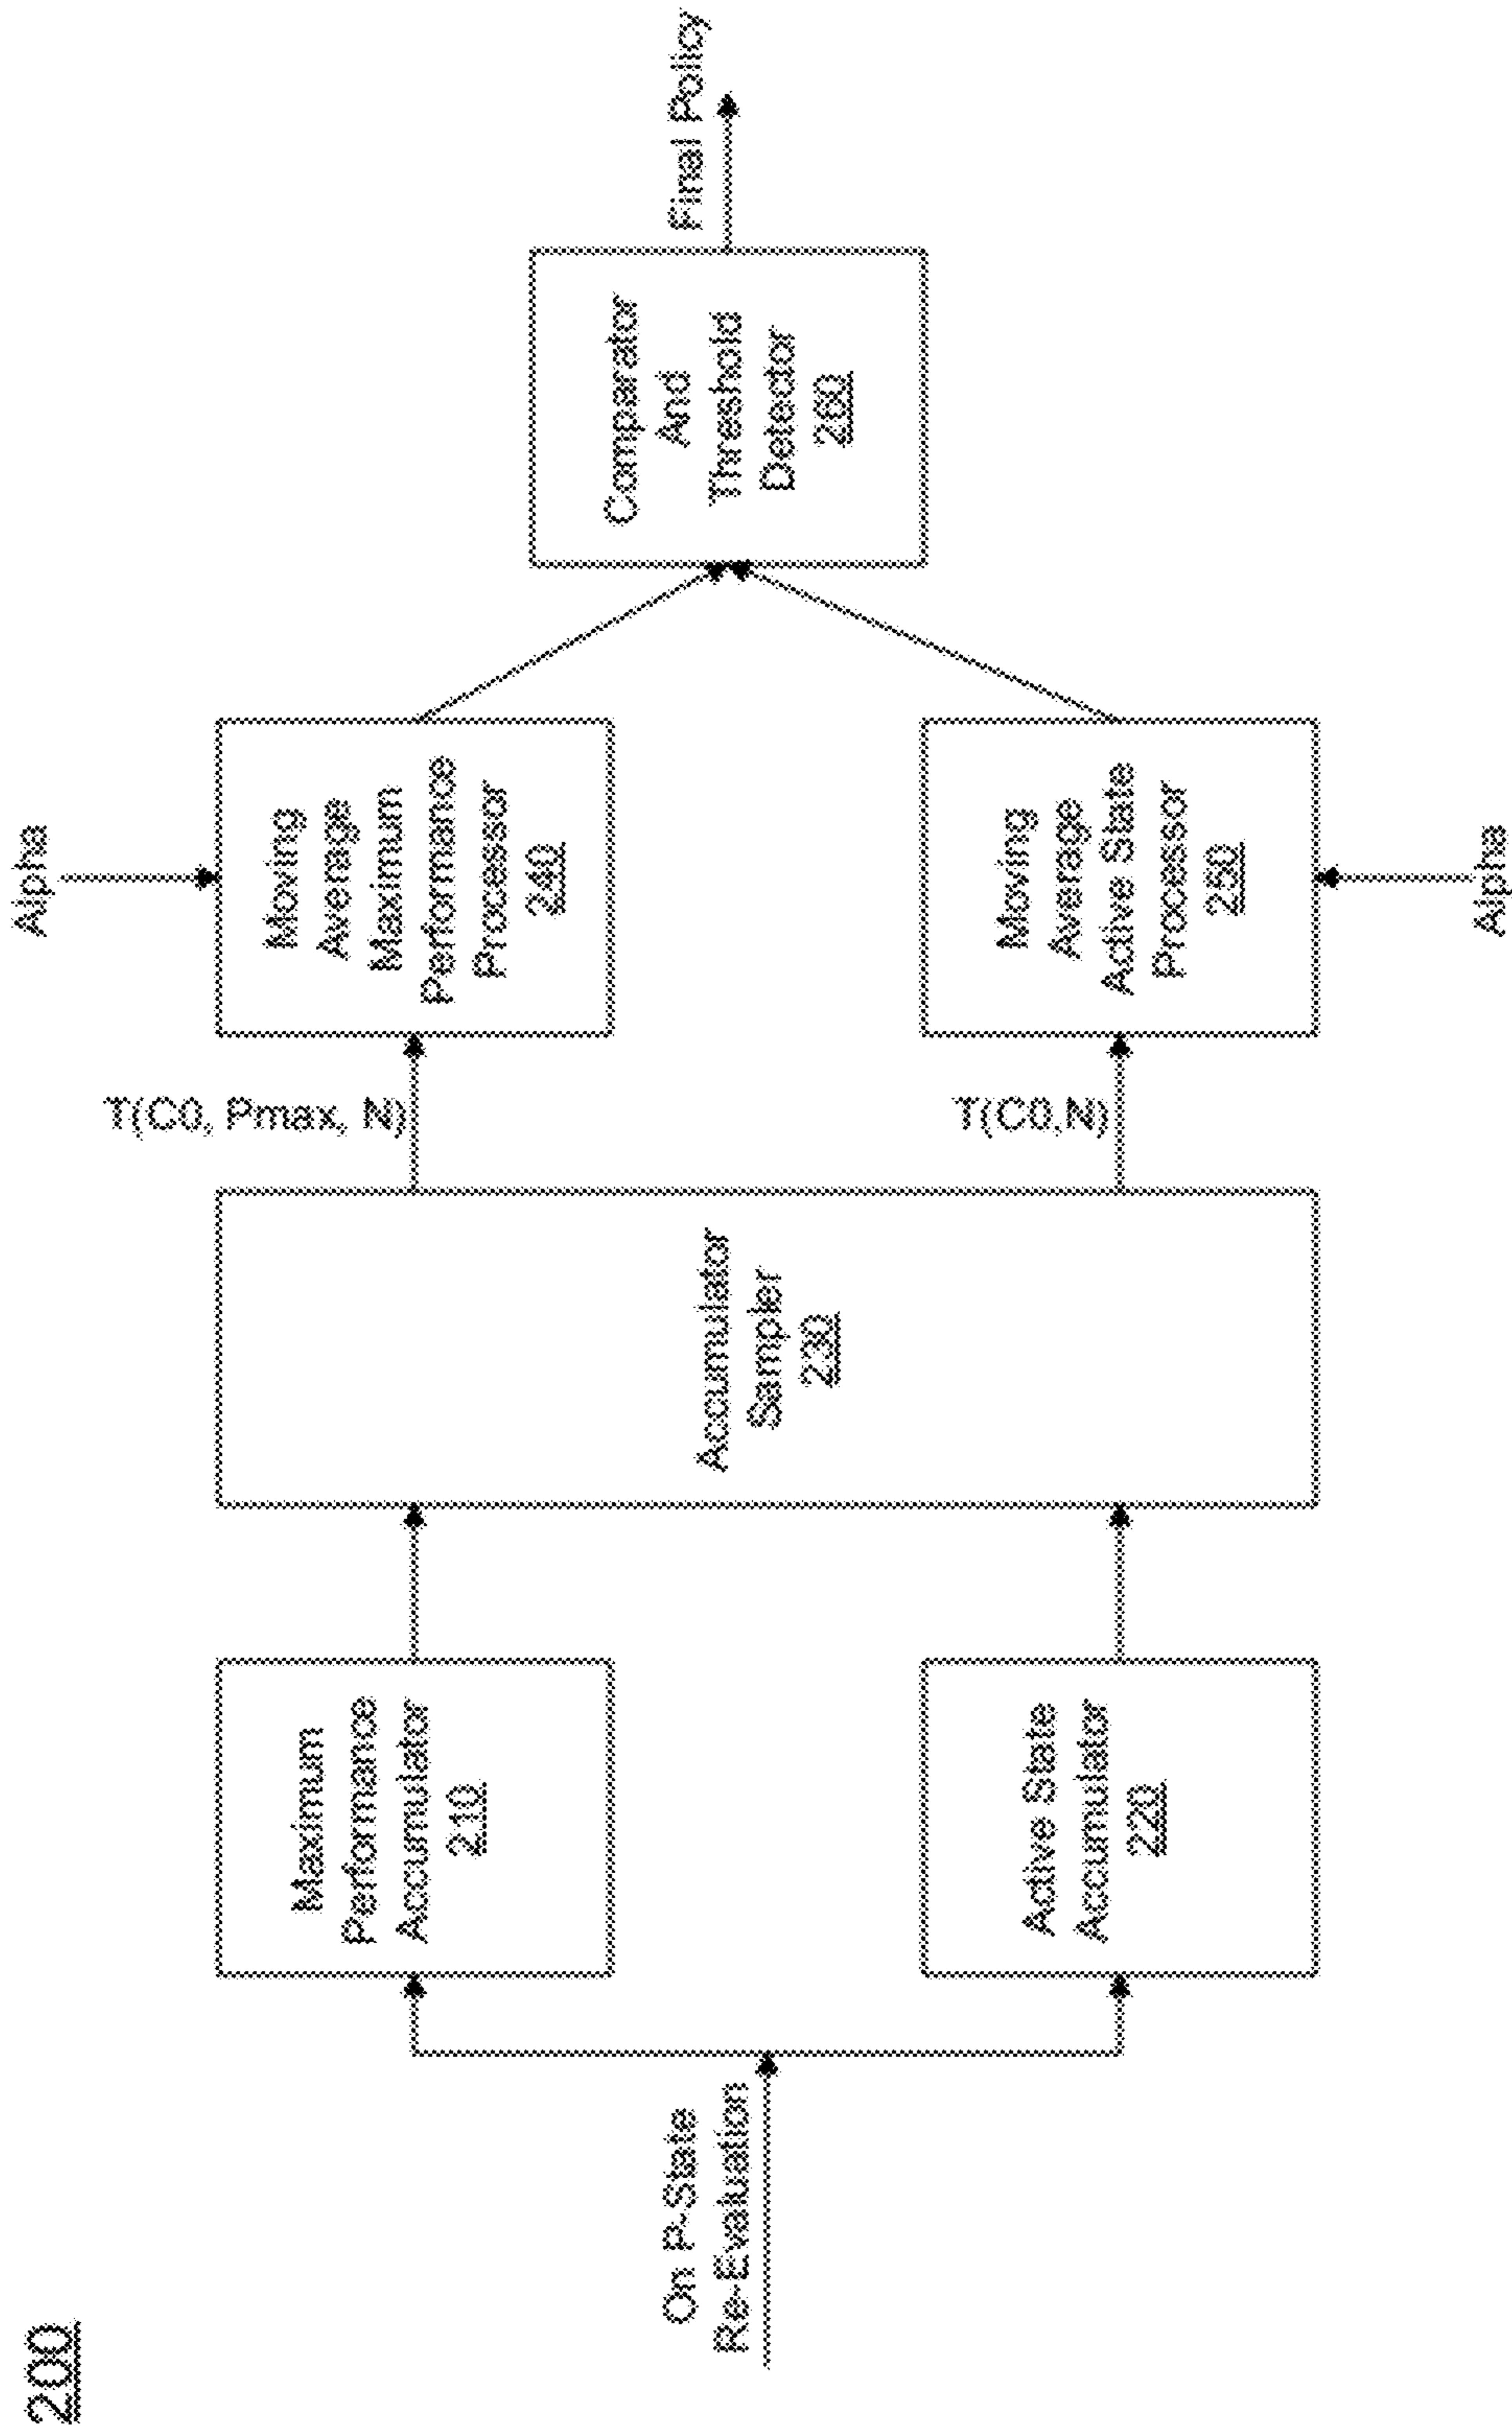 200
On P-State
Re-Evaluation
Maximum
Performance
Accumulator
210
Active State
Accumulator
220
Accumulator
Sampler
230
T(C0, Pmax, N)
T(C0,N)
Alpha
Moving
Average
Maximum
Performance
Processor
240
Moving
Average
Active State
Processor
250
Alpha
Comparator
And
Threshold
Detector
260
Final Policy